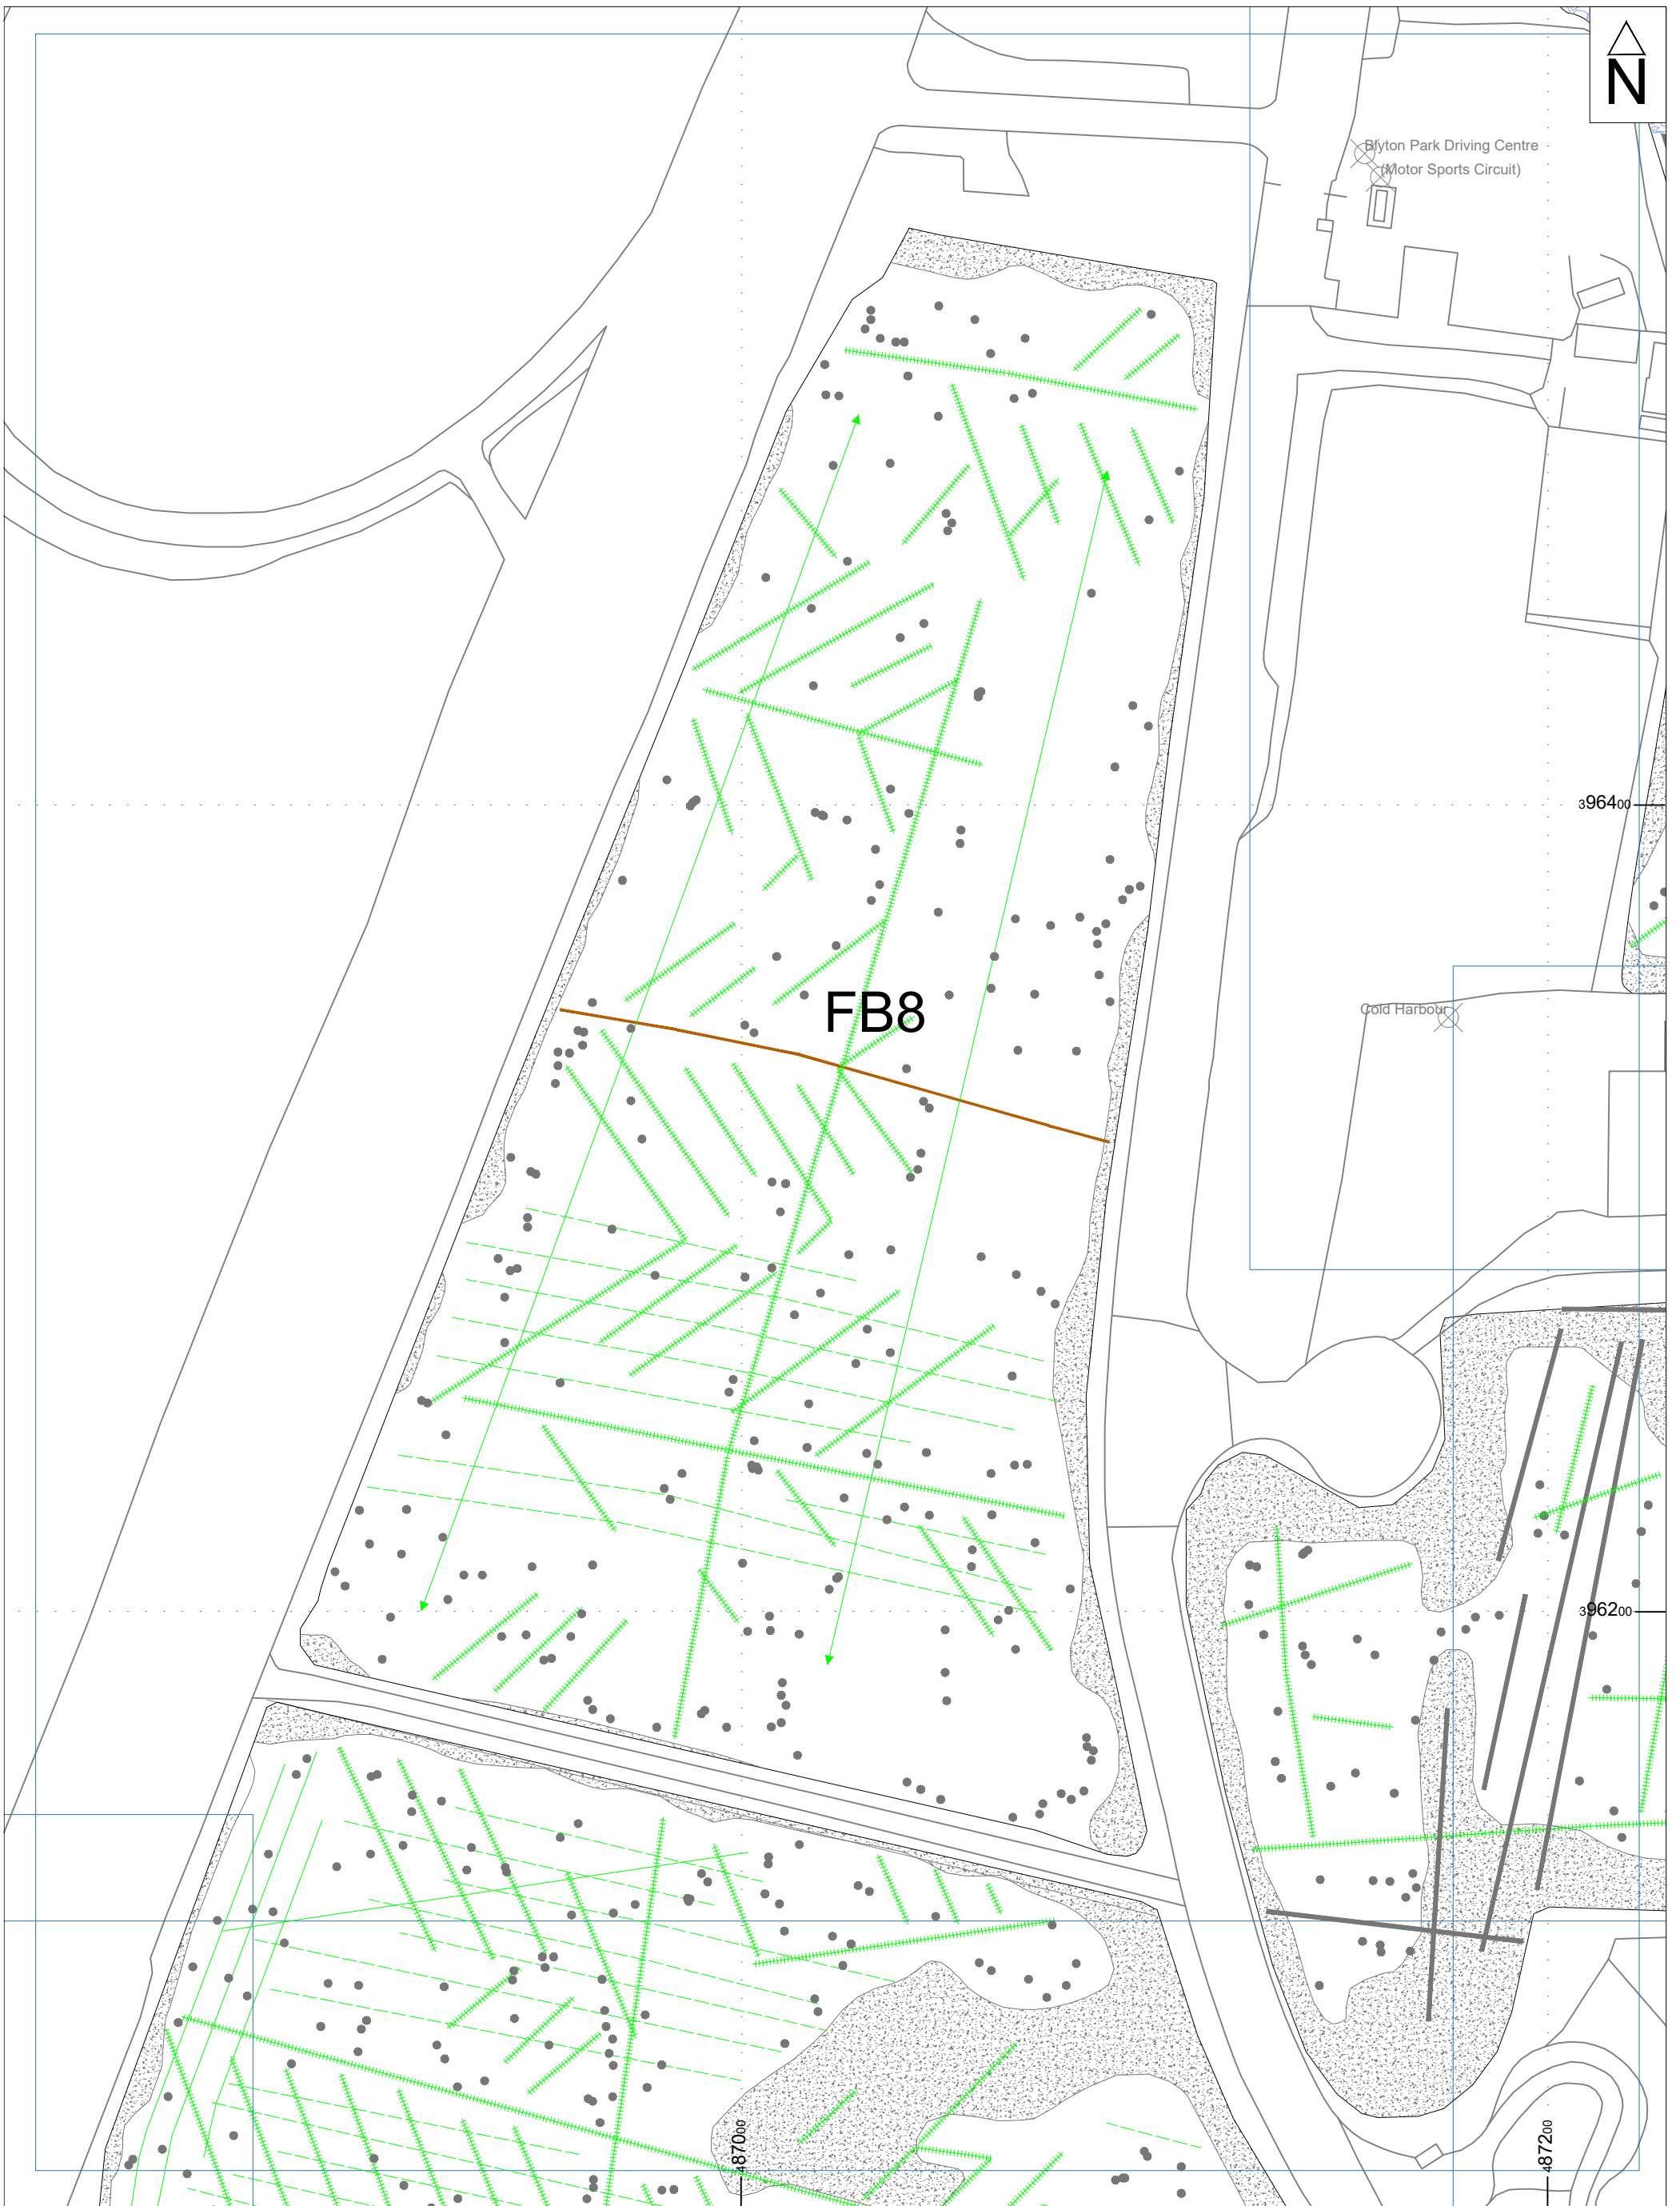 N
Blyton Park Driving Centre
(Motor Sports Circuit)
396400
FB8
Cold Harbour
396200
487000
487200